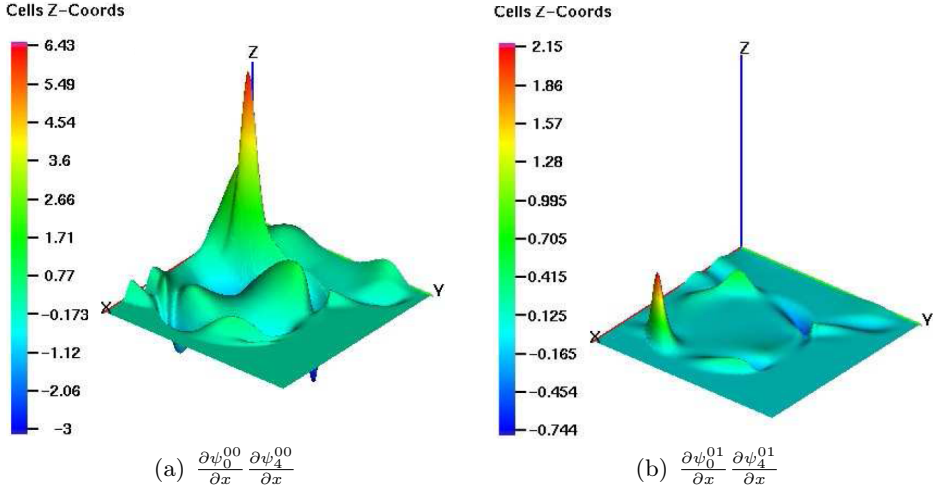 Cells Z-Coords
6.43
5.49
4.54
3.6
2.66
1.71
0.77
-0.173
-1.12
-2.06
-3
Z
X
Y
(a) ∂ψ_0^{00}/∂x ∂ψ_4^{00}/∂x
Cells Z-Coords
2.15
1.86
1.57
1.28
0.995
0.705
0.415
0.125
-0.165
-0.454
-0.744
Z
X
Y
(b) ∂ψ_0^{01}/∂x ∂ψ_4^{01}/∂x